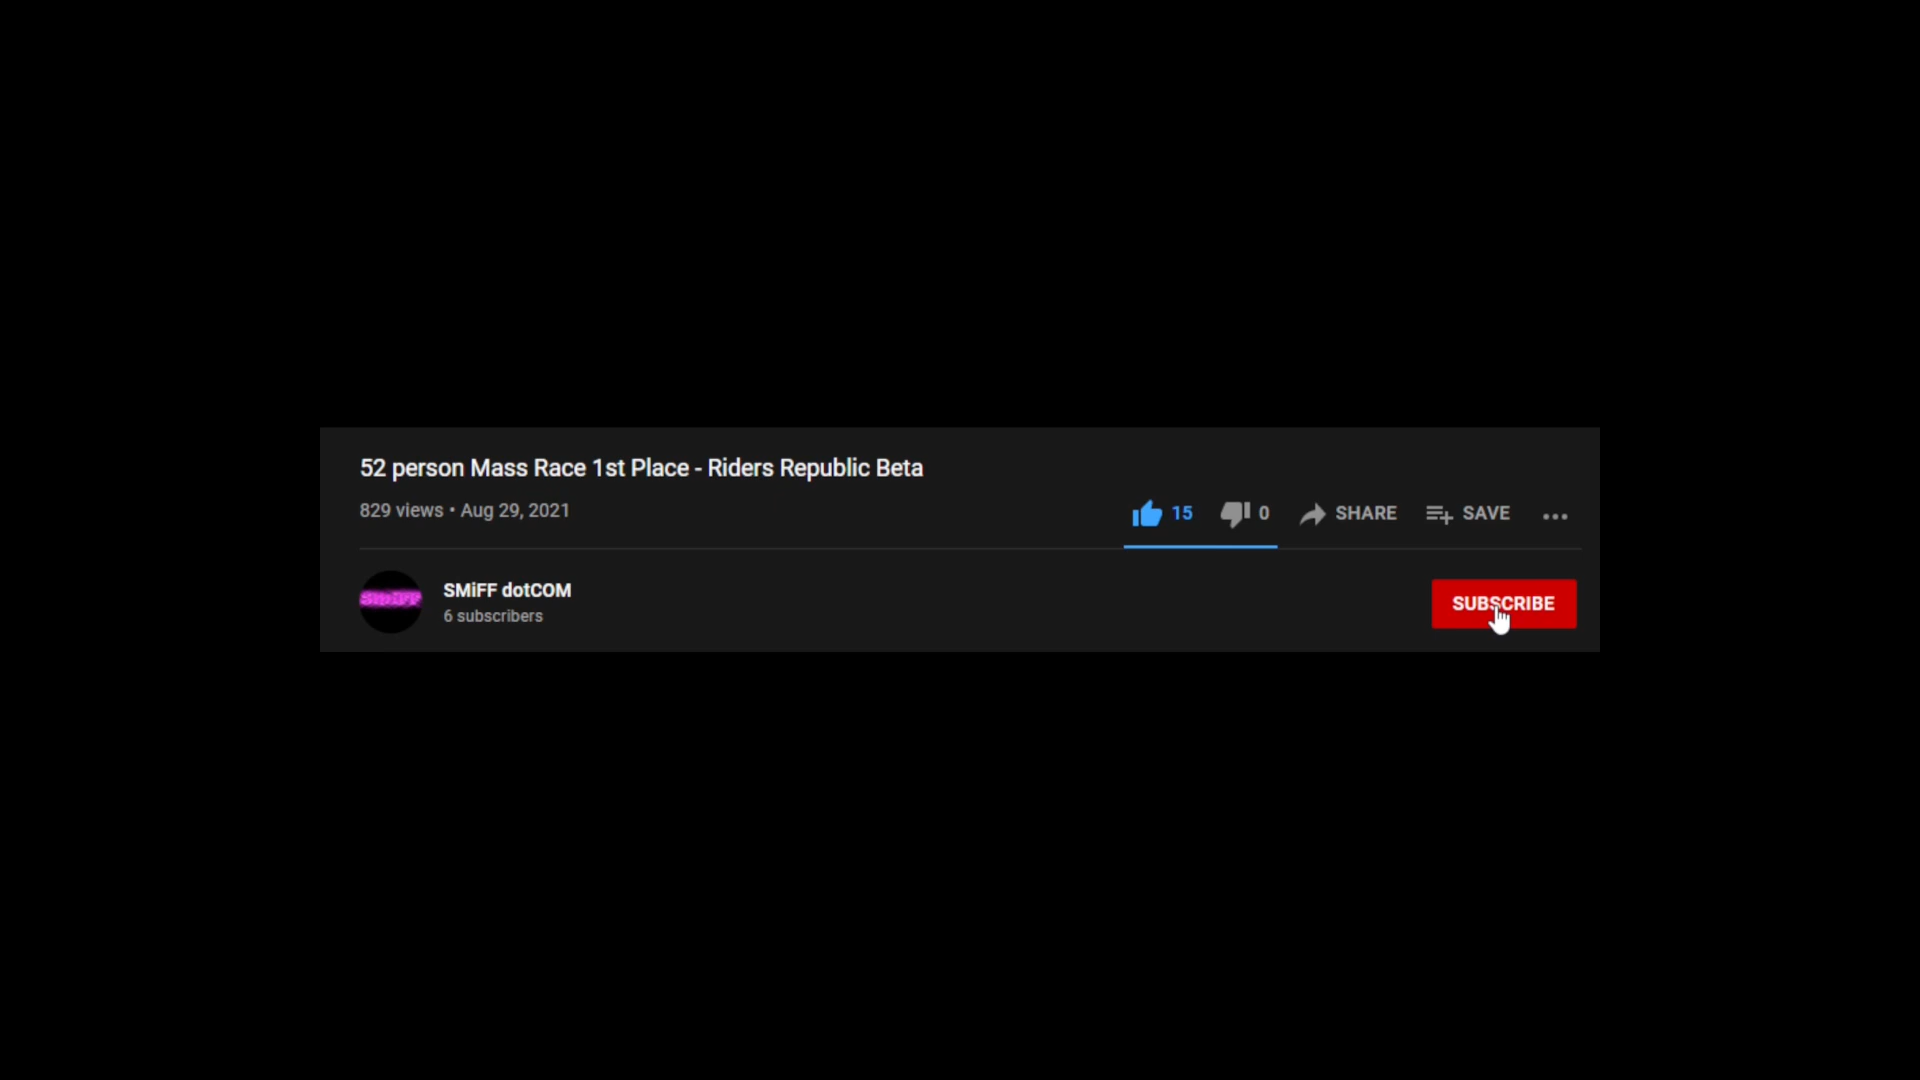 52 person Mass Race 1st Place - Riders Republic Beta
829 views • Aug 29, 2021
15 0 SHARE SAVE ...
SMiFF
SMiFF dotCOM
6 subscribers
SUBSCRIBE